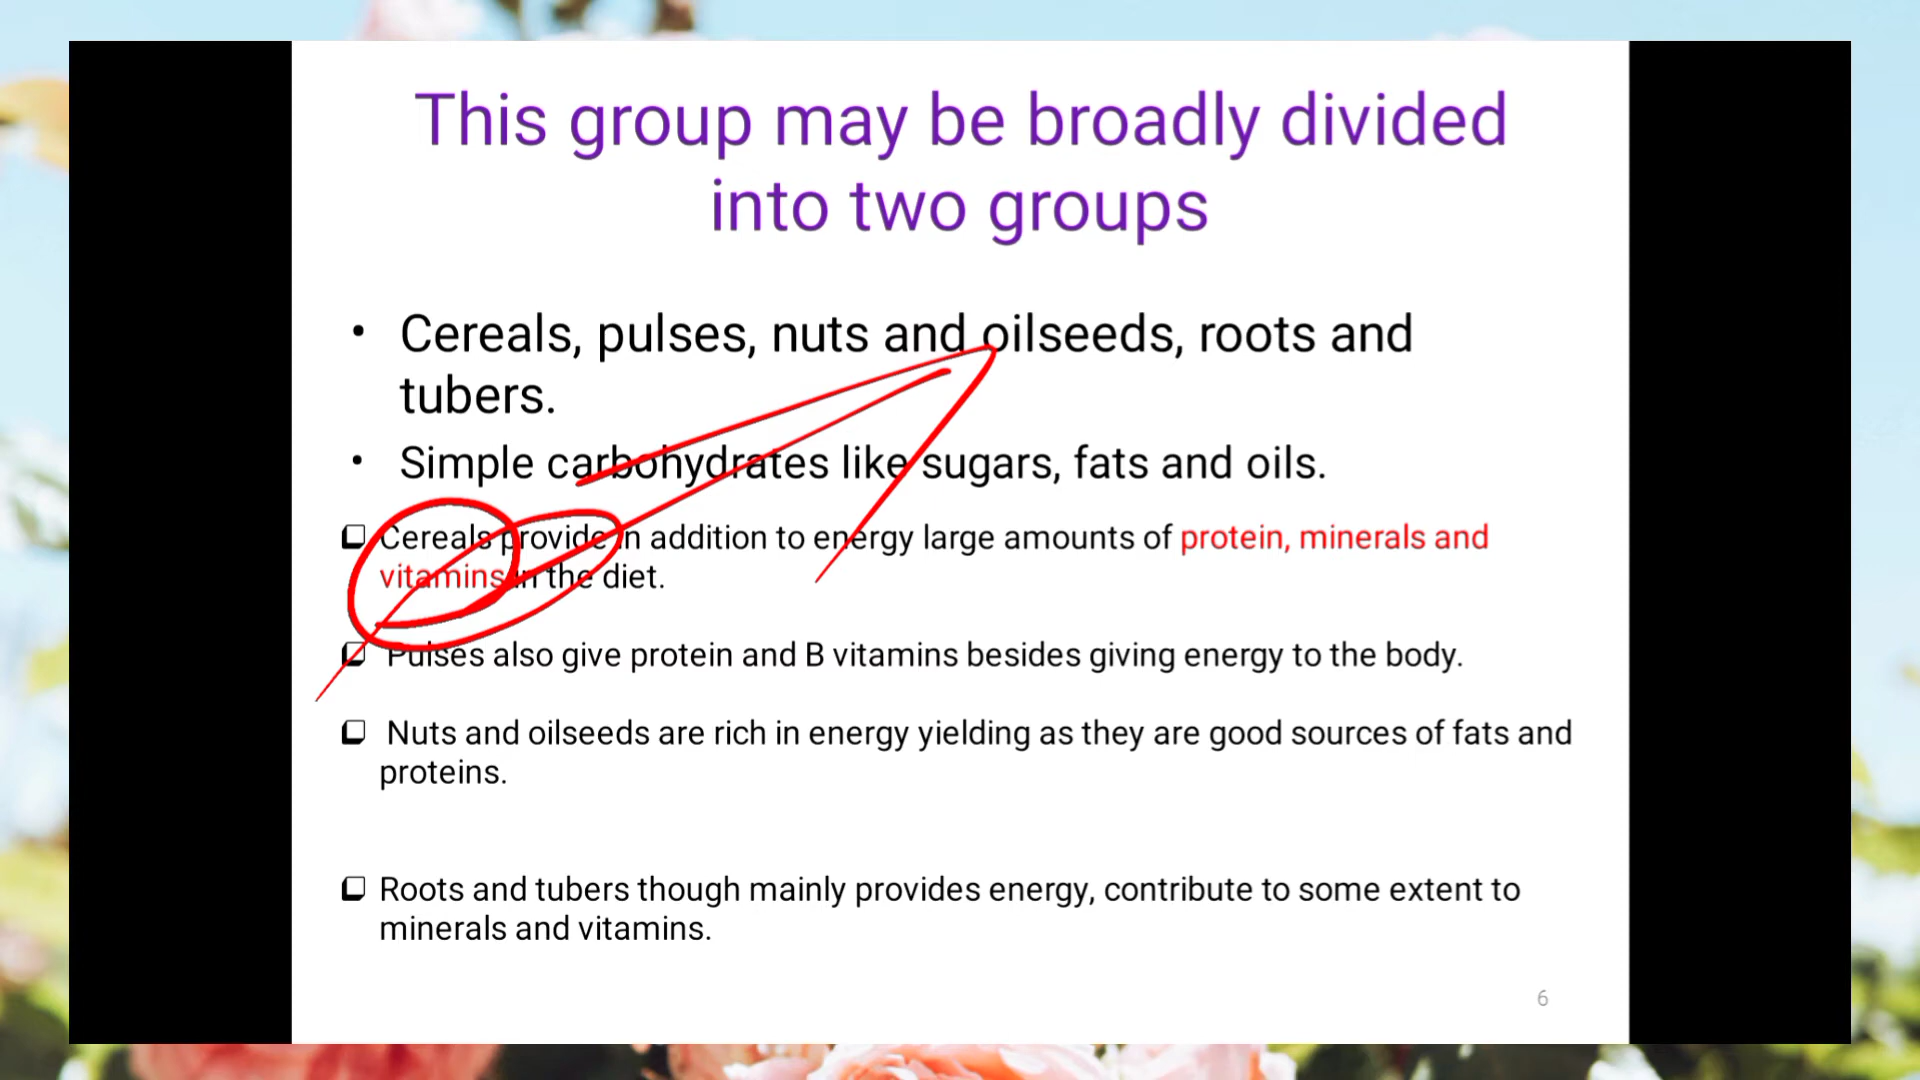 This group may be broadly divided
into two groups
• Cereals, pulses, nuts and oilseeds, roots and
tubers.
• Simple carbohydrates like sugars, fats and oils.
❑ Cereals provide in addition to energy large amounts of protein, minerals and
vitamins in the diet.
❑ Pulses also give protein and B vitamins besides giving energy to the body.
❑ Nuts and oilseeds are rich in energy yielding as they are good sources of fats and
proteins.
❑ Roots and tubers though mainly provides energy, contribute to some extent to
minerals and vitamins.
6